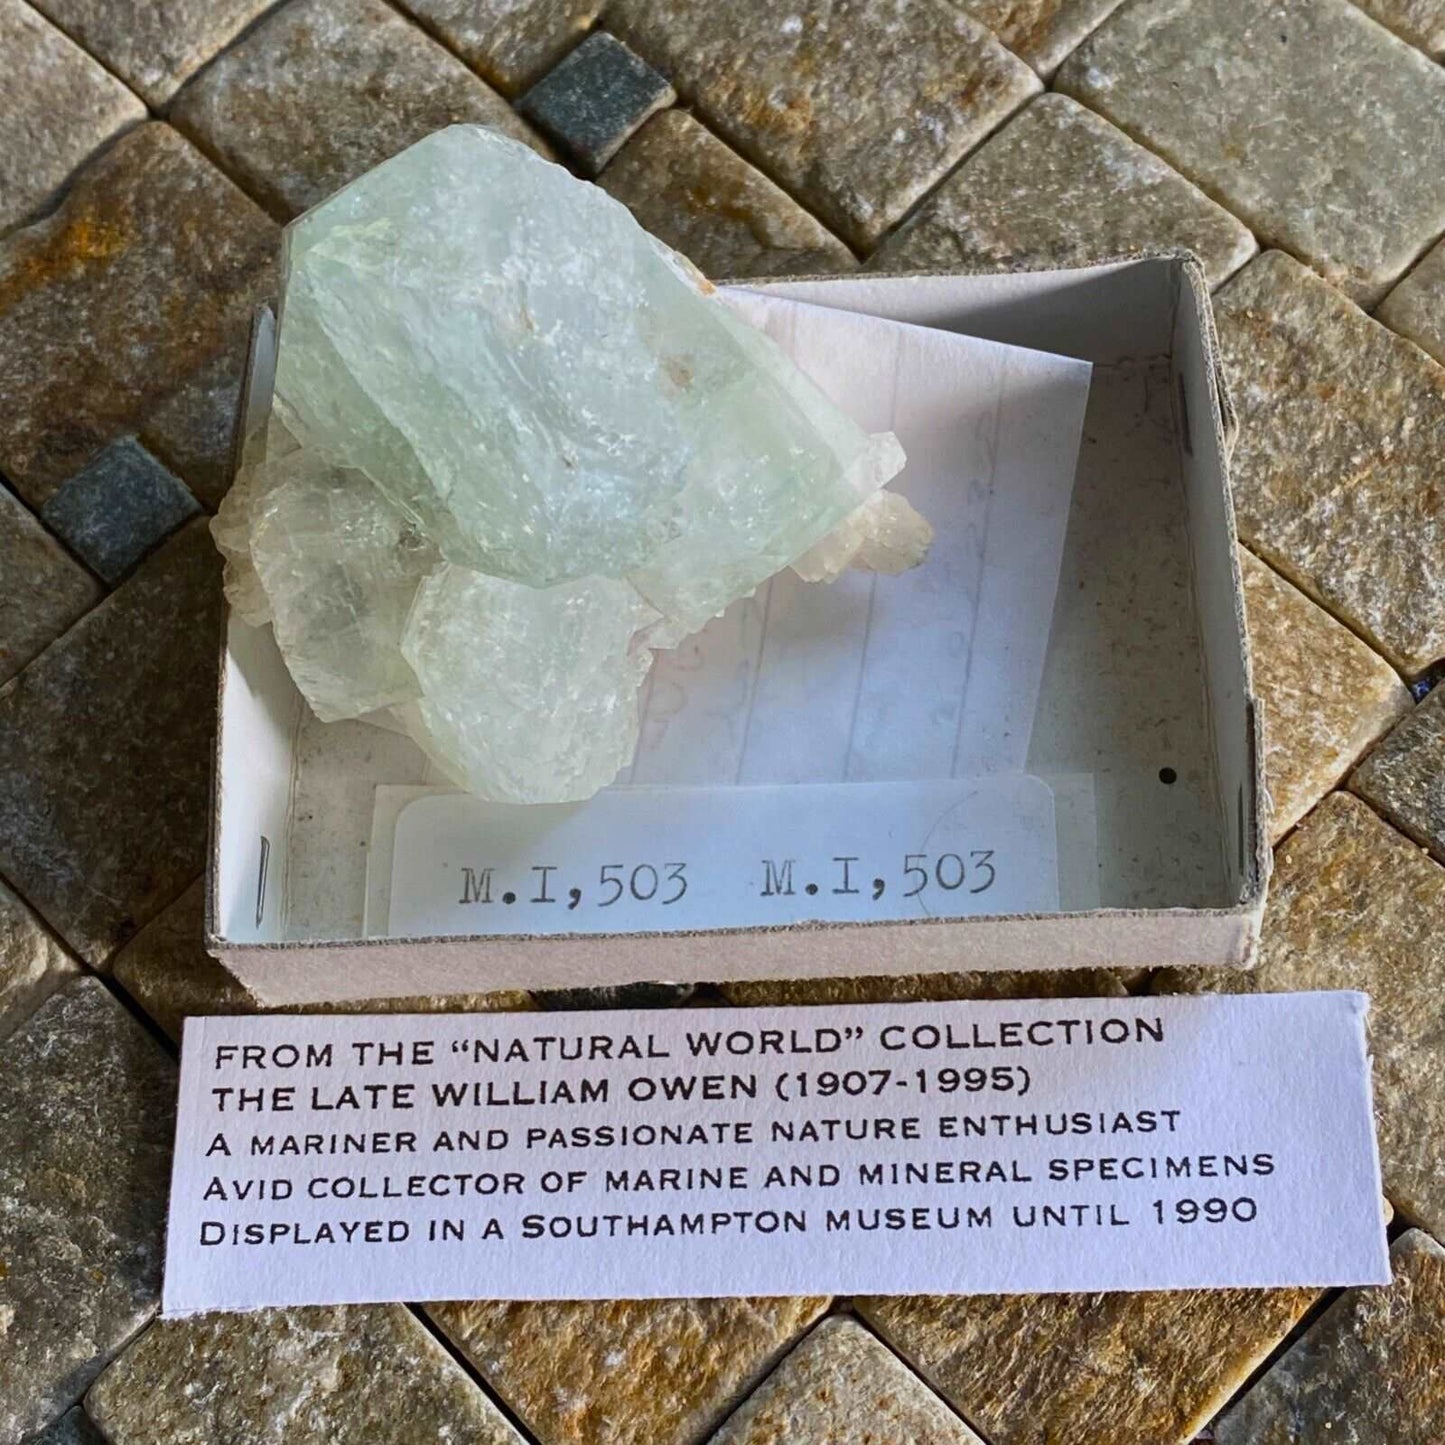 M.I,503 M.I,503
FROM THE “NATURAL WORLD” COLLECTION
THE LATE WILLIAM OWEN (1907-1995)
A MARINER AND PASSIONATE NATURE ENTHUSIAST
AVID COLLECTOR OF MARINE AND MINERAL SPECIMENS
DISPLAYED IN A SOUTHAMPTON MUSEUM UNTIL 1990